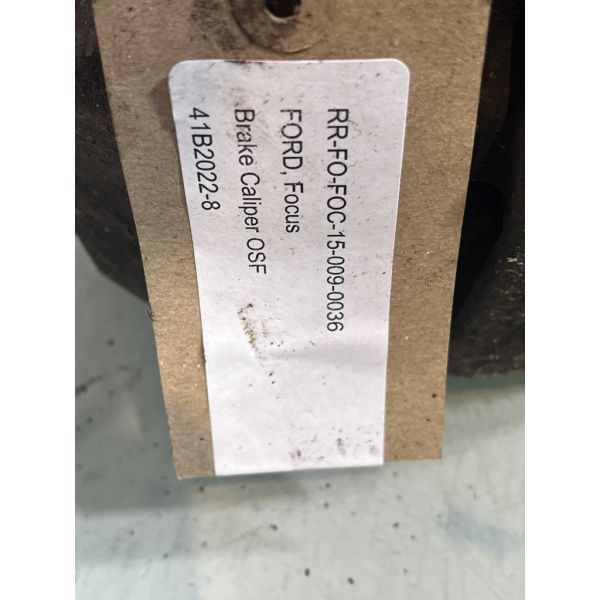 RR-FO-FOC-15-009-0036
FORD, Focus
Brake Caliper OSF
41B2022-8